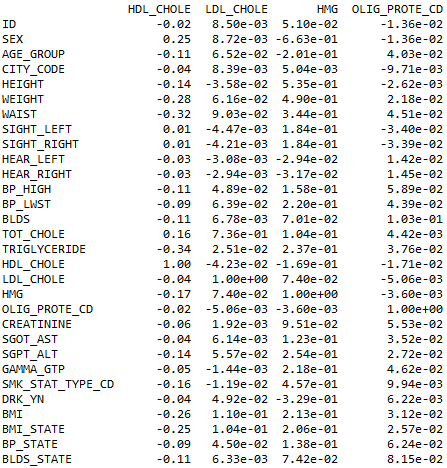 HDL_CHOLE LDL_CHOLE HMG OLIG_PROTE_CD
ID -0.02 8.50e-03 5.10e-02 -1.36e-02
SEX 0.25 8.72e-03 -6.63e-01 -1.36e-02
AGE_GROUP -0.11 6.52e-02 -2.01e-01 4.03e-02
CITY_CODE -0.04 8.39e-03 5.04e-03 -9.71e-03
HEIGHT -0.14 -3.58e-02 5.35e-01 -2.62e-03
WEIGHT -0.28 6.16e-02 4.90e-01 2.18e-02
WAIST -0.32 9.03e-02 3.44e-01 4.51e-02
SIGHT_LEFT 0.01 -4.47e-03 1.84e-01 -3.40e-02
SIGHT_RIGHT 0.01 -4.21e-03 1.84e-01 -3.39e-02
HEAR_LEFT -0.03 -3.08e-03 -2.94e-02 1.42e-02
HEAR_RIGHT -0.03 -2.94e-03 -3.17e-02 1.45e-02
BP_HIGH -0.11 4.89e-02 1.58e-01 5.89e-02
BP_LWST -0.09 6.39e-02 2.20e-01 4.39e-02
BLDS -0.11 6.78e-03 7.01e-02 1.03e-01
TOT_CHOLE 0.16 7.36e-01 1.04e-01 4.42e-03
TRIGLYCERIDE -0.34 2.51e-02 2.37e-01 3.76e-02
HDL_CHOLE 1.00 -4.23e-02 -1.69e-01 -1.71e-02
LDL_CHOLE -0.04 1.00e+00 7.40e-02 -5.06e-03
HMG -0.17 7.40e-02 1.00e+00 -3.60e-03
OLIG_PROTE_CD -0.02 -5.06e-03 -3.60e-03 1.00e+00
CREATININE -0.06 1.92e-03 9.51e-02 5.53e-02
SGOT_AST -0.04 6.14e-03 1.23e-01 3.52e-02
SGPT_ALT -0.14 5.57e-02 2.54e-01 2.72e-02
GAMMA_GTP -0.05 -1.44e-03 2.18e-01 4.62e-02
SMK_STAT_TYPE_CD -0.16 -1.19e-02 4.57e-01 9.94e-03
DRK_YN -0.04 4.92e-02 -3.29e-01 6.22e-03
BMI -0.26 1.10e-01 2.13e-01 3.12e-02
BMI_STATE -0.25 1.04e-01 2.06e-01 2.57e-02
BP_STATE -0.09 4.50e-02 1.38e-01 6.24e-02
BLDS_STATE -0.11 6.33e-03 7.42e-02 8.15e-02